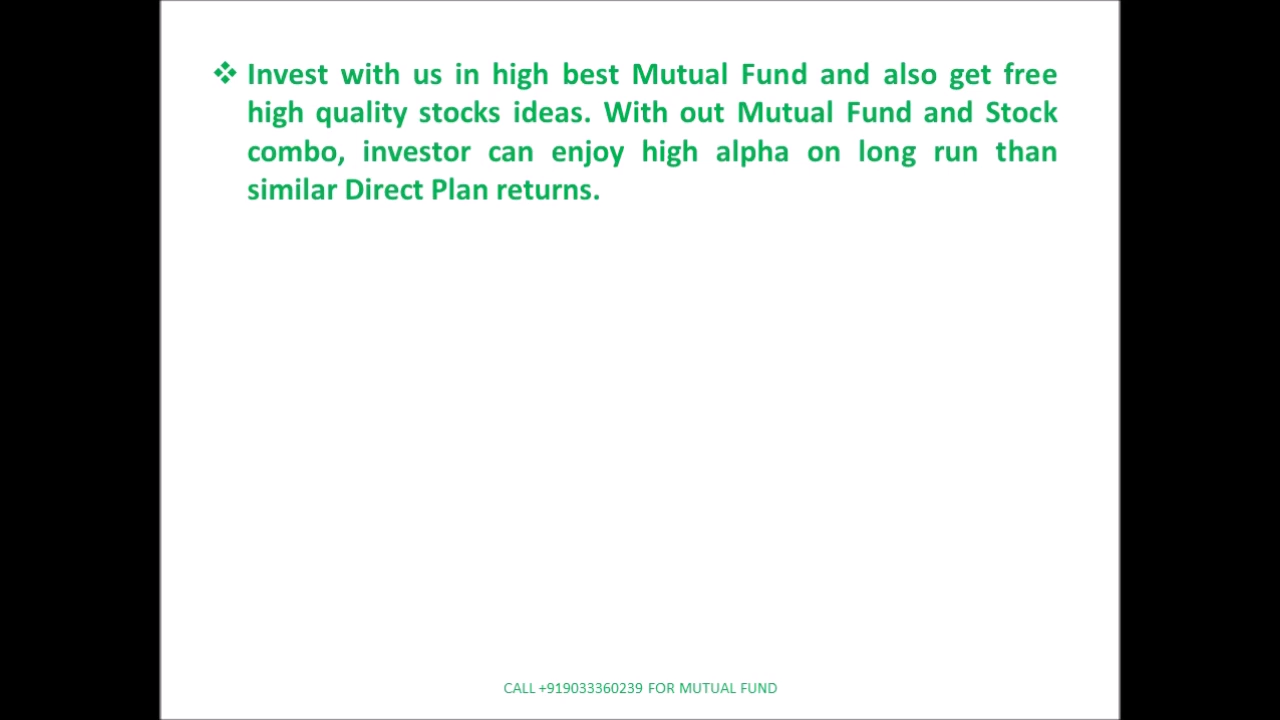 ❖ Invest with us in high best Mutual Fund and also get free
high quality stocks ideas. With out Mutual Fund and Stock
combo, investor can enjoy high alpha on long run than
similar Direct Plan returns.
CALL +919033360239 FOR MUTUAL FUND